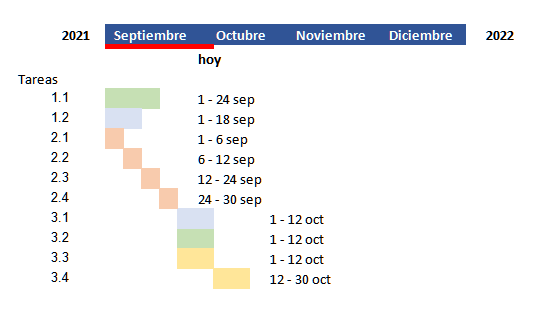 2021 Septiembre Octubre Noviembre Diciembre 2022
hoy
Tareas
1.1 1 - 24 sep
1.2 1 - 18 sep
2.1 1 - 6 sep
2.2 6 - 12 sep
2.3 12 - 24 sep
2.4 24 - 30 sep
3.1 1 - 12 oct
3.2 1 - 12 oct
3.3 1 - 12 oct
3.4 12 - 30 oct